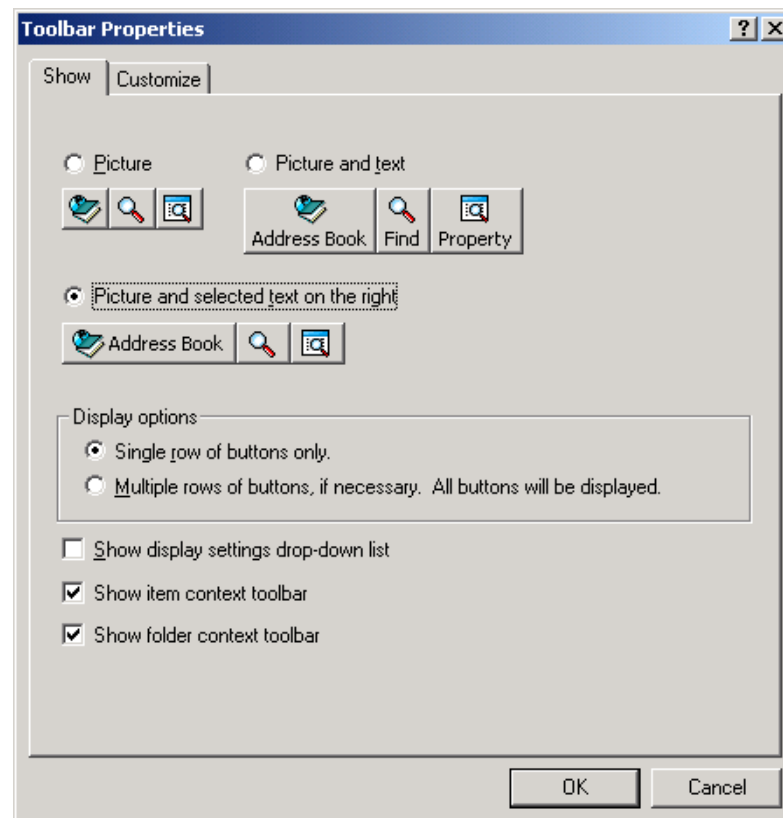 Toolbar Properties
Show Customize
Picture Picture and text
Address Book Find Property
Picture and selected text on the right
Address Book
Display options
Single row of buttons only.
Multiple rows of buttons, if necessary. All buttons will be displayed.
Show display settings drop-down list
Show item context toolbar
Show folder context toolbar
OK Cancel